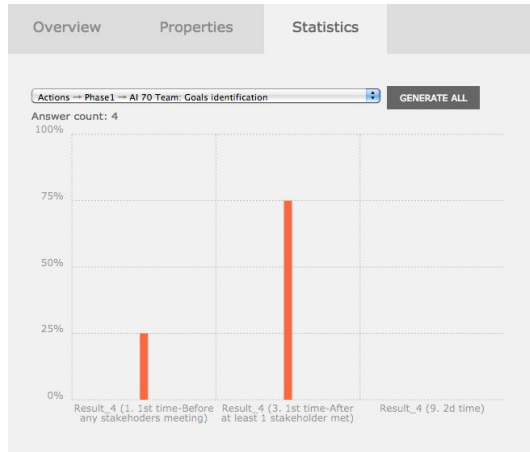 Overview Properties Statistics
Actions → Phase1 → AI 70 Team: Goals identification GENERATE ALL
Answer count: 4
100%
75%
50%
25%
0%
Result_4 (1. 1st time-Before Result_4 (3. 1st time-After Result_4 (9. 2d time)
any stakehoders meeting) at least 1 stakeholder met)